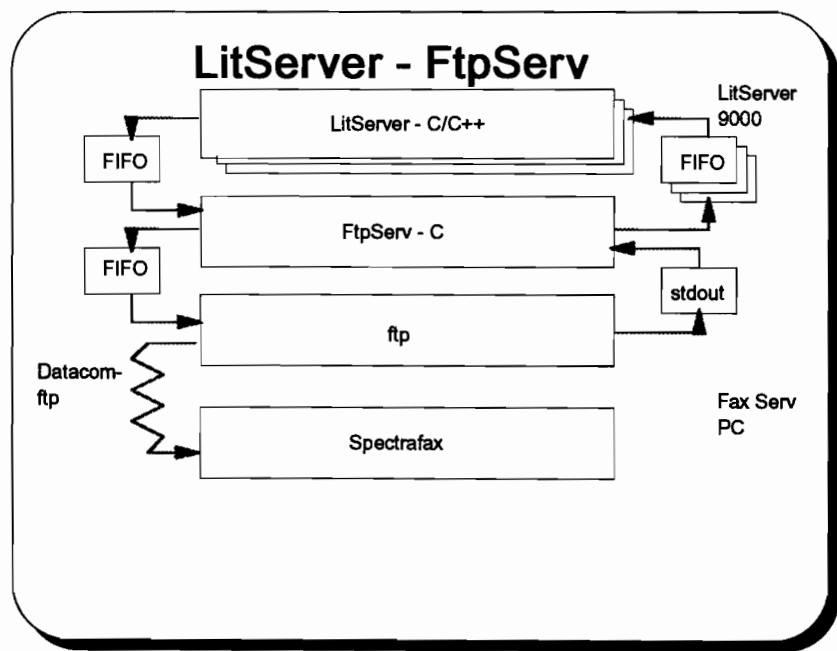 LitServer - FtpServ
LitServer - C/C++
LitServer
9000
FIFO
FIFO
FtpServ - C
FIFO
stdout
ftp
Datacom-
ftp
Fax Serv
PC
Spectrafax